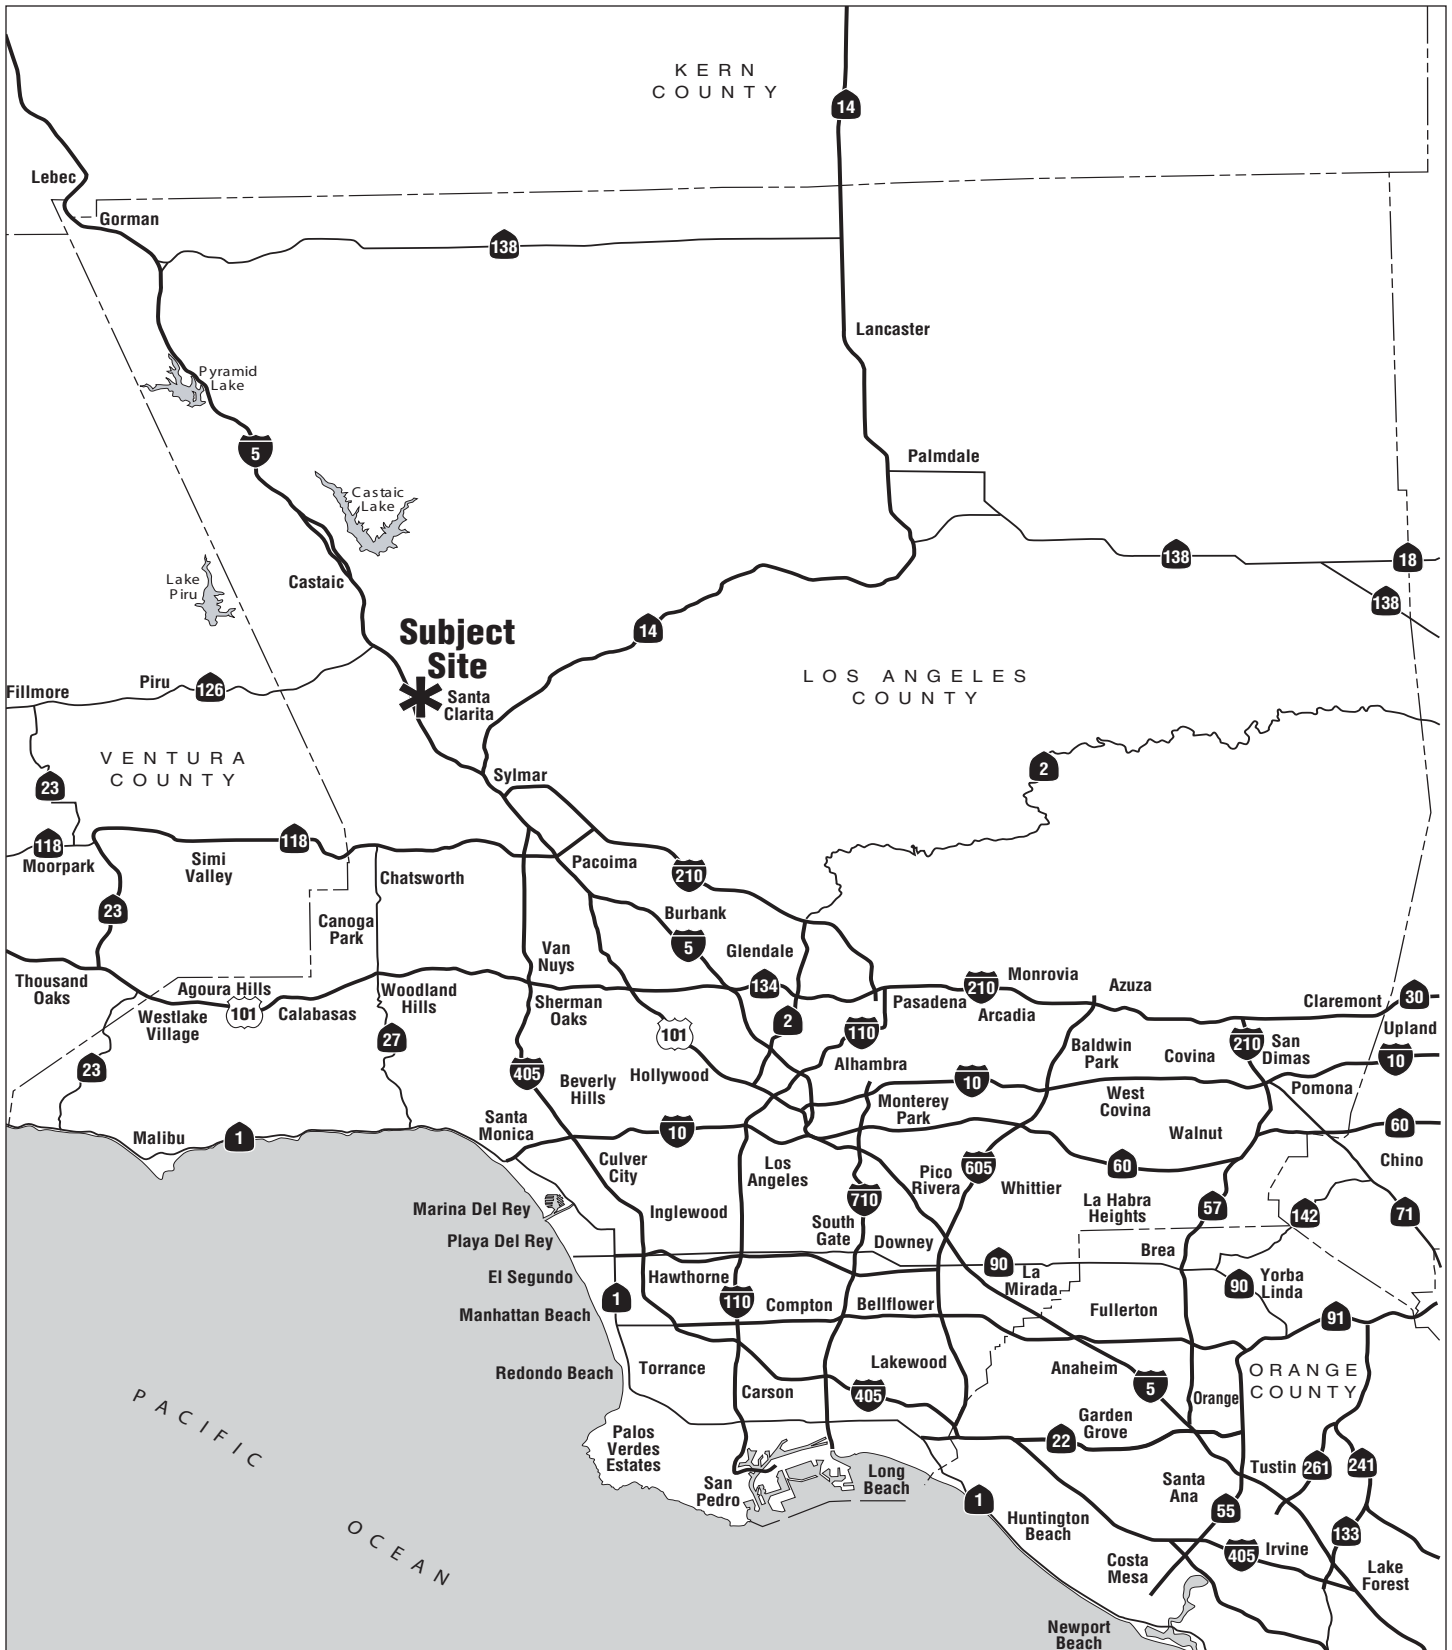 KERN
COUNTY
14
Lebec
Gorman
138
Lancaster
Pyramid
Lake
5
Palmdale
Castaic
Lake
138
18
Lake
Piru
Castaic
138
Subject
Site
14
LOS ANGELES
COUNTY
Fillmore
Piru
126
Santa
Clarita
VENTURA
COUNTY
23
2
Sylmar
118
Moorpark
118
Simi
Valley
Chatsworth
Pacoima
210
23
Canoga
Park
Burbank
5
Glendale
Van
Nuys
Thousand
Oaks
Agoura Hills
101
Calabasas
Woodland
Hills
134
Pasadena
210
Monrovia
Arcadia
Azuza
Claremont
30
Upland
Westlake
Village
Sherman
Oaks
27
101
2
110
Alhambra
Baldwin
Park
Covina
210
San
Dimas
10
23
405
Beverly
Hills
Hollywood
10
Monterey
Park
West
Covina
Pomona
Malibu
1
Santa
Monica
10
Walnut
60
Chino
Culver
City
Los
Angeles
Pico
Rivera
605
Whittier
60
Marina Del Rey
Inglewood
710
La Habra
Heights
57
142
71
Playa Del Rey
South
Gate
Downey
Brea
El Segundo
Hawthorne
90
La
Mirada
90
Yorba
Linda
Manhattan Beach
1
110
Compton
Bellflower
Fullerton
91
Redondo Beach
Torrance
Carson
Lakewood
405
Anaheim
5
Orange
ORANGE
COUNTY
Palos
Verdes
Estates
Garden
Grove
22
San
Pedro
Long
Beach
1
Santa
Ana
Tustin
261
241
55
Huntington
Beach
133
405
Irvine
Costa
Mesa
Lake
Forest
Newport
Beach
PACIFIC
OCEAN